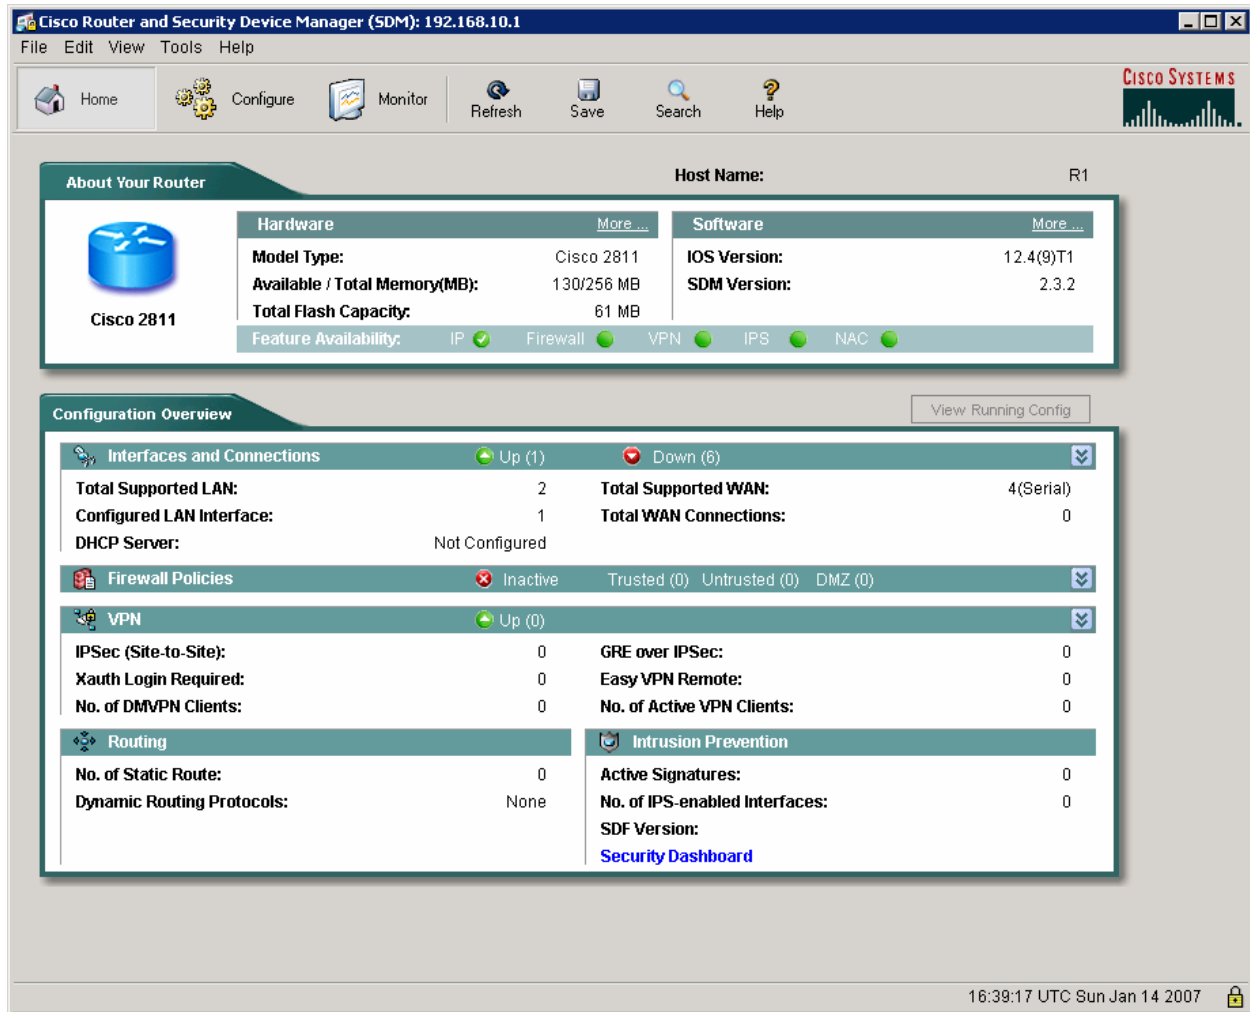 Cisco Router and Security Device Manager (SDM): 192.168.10.1
File Edit View Tools Help
Home Configure Monitor Refresh Save Search Help
CISCO SYSTEMS
About Your Router
Host Name: R1
Hardware More ... Software More ...
Model Type: Cisco 2811 IOS Version: 12.4(9)T1
Available / Total Memory(MB): 130/256 MB SDM Version: 2.3.2
Total Flash Capacity: 61 MB
Cisco 2811
Feature Availability: IP Firewall VPN IPS NAC
Configuration Overview View Running Config
Interfaces and Connections Up (1) Down (6)
Total Supported LAN: 2 Total Supported WAN: 4(Serial)
Configured LAN Interface: 1 Total WAN Connections: 0
DHCP Server: Not Configured
Firewall Policies Inactive Trusted (0) Untrusted (0) DMZ (0)
VPN Up (0)
IPSec (Site-to-Site): 0 GRE over IPSec: 0
Xauth Login Required: 0 Easy VPN Remote: 0
No. of DMVPN Clients: 0 No. of Active VPN Clients: 0
Routing Intrusion Prevention
No. of Static Route: 0 Active Signatures: 0
Dynamic Routing Protocols: None No. of IPS-enabled Interfaces: 0
SDF Version:
Security Dashboard
16:39:17 UTC Sun Jan 14 2007